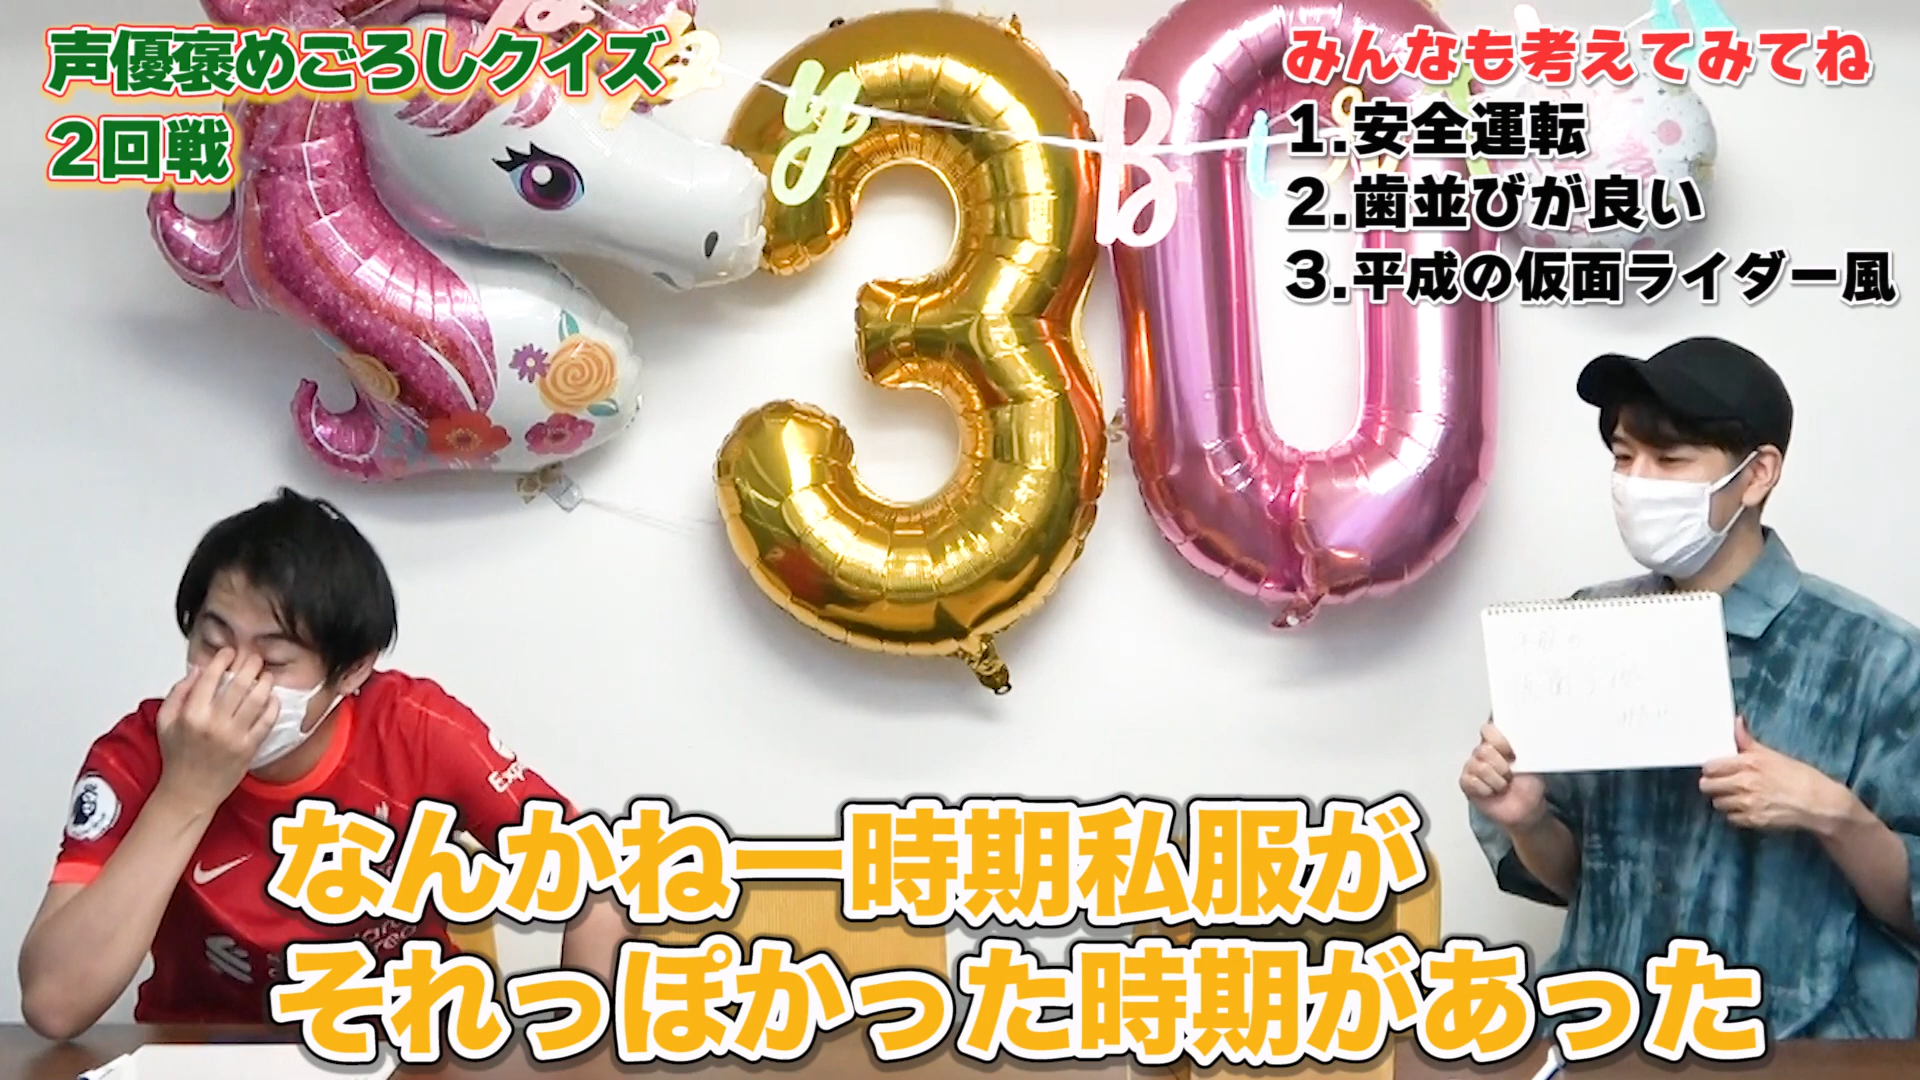 声優褒めごろしクイズ
2回戦
みんなも考えてみてね
1.安全運転
2.歯並びが良い
3.平成の仮面ライダー風
y
B
30
なんかね一時期私服が
それっぽかった時期があった